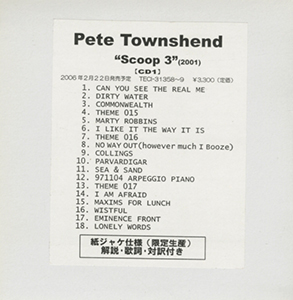 Pete Townshend
“Scoop 3”(2001)
【CD1】
2006年2月22日発売予定 TECI-31358～9 ￥3,300（定価）
1. CAN YOU SEE THE REAL ME
2. DIRTY WATER
3. COMMONWEALTH
4. THEME 015
5. MARTY ROBBINS
6. I LIKE IT THE WAY IT IS
7. THEME 016
8. NO WAY OUT(however much I Booze)
9. COLLINGS
10. PARVARDIGAR
11. SEA & SAND
12. 971104 ARPEGGIO PIANO
13. THEME 017
14. I AM AFRAID
15. MAXIMS FOR LUNCH
16. WISTFUL
17. EMINENCE FRONT
18. LONELY WORDS
紙ジャケ仕様（限定生産）
解説・歌詞・対訳付き